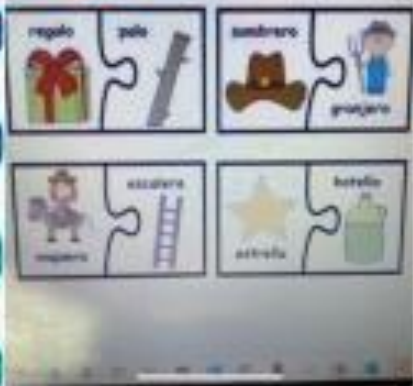 regalo
palo
sombrero
granjero
vaquero
escalera
estrella
botella